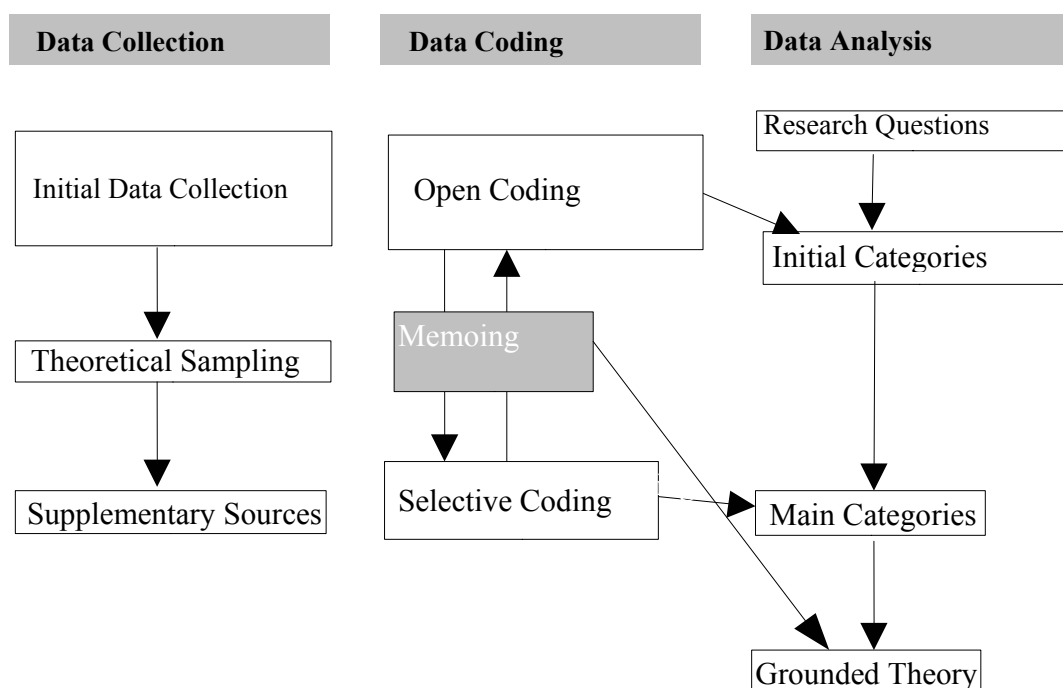 Data Collection
Data Coding
Data Analysis
Initial Data Collection
Theoretical Sampling
Supplementary Sources
Open Coding
Memoing
Selective Coding
Research Questions
Initial Categories
Main Categories
Grounded Theory